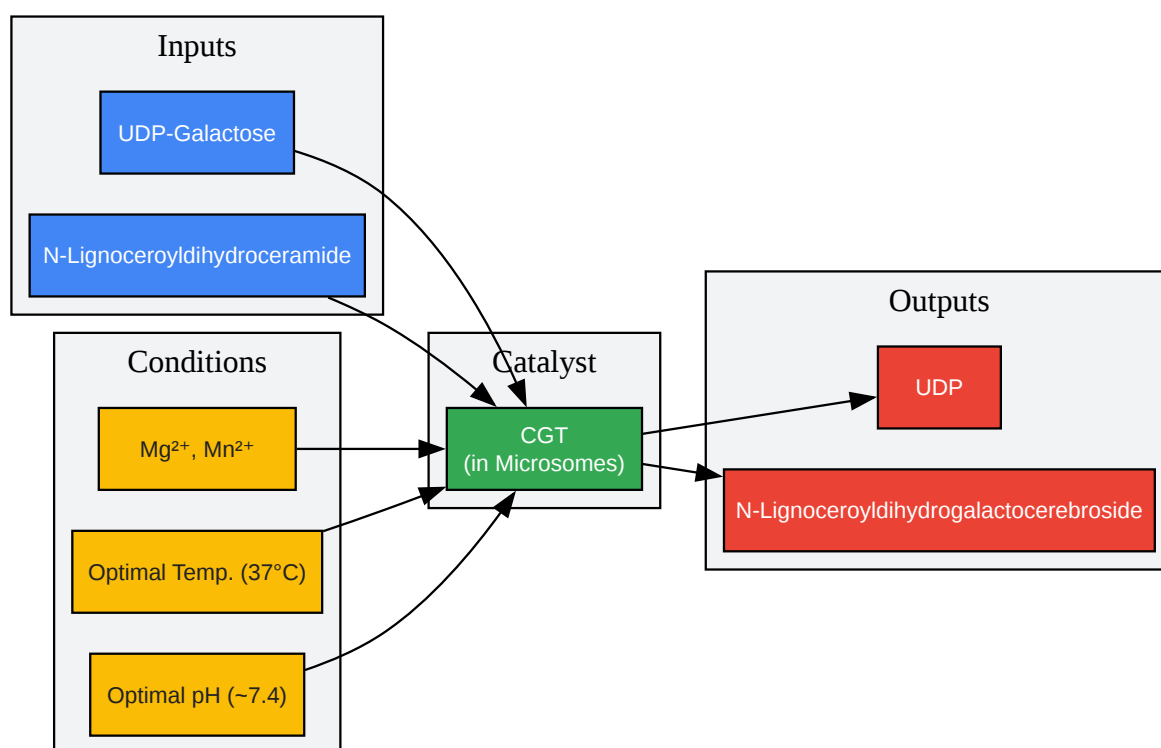 Inputs
UDP-Galactose
N-Lignoceroyldihydroceramide
Conditions
Mg²⁺, Mn²⁺
Optimal Temp. (37°C)
Optimal pH (~7.4)
Catalyst
CGT
(in Microsomes)
Outputs
UDP
N-Lignoceroyldihydrogalactocerebroside